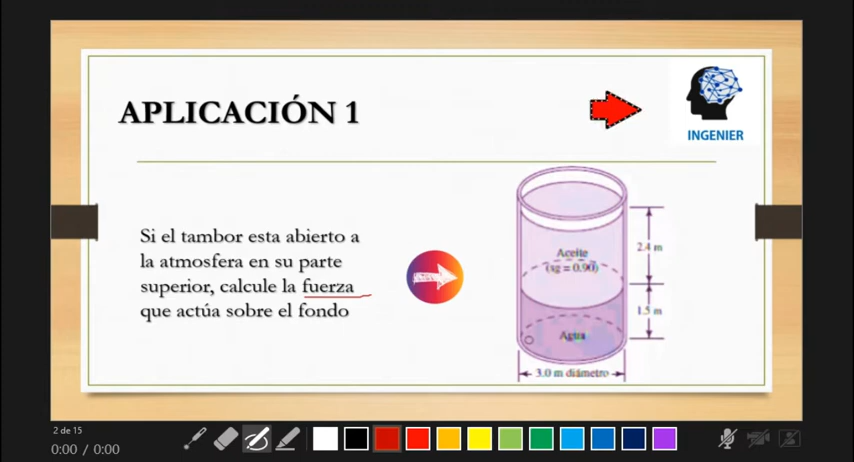 APLICACIÓN 1
INGENIER
Si el tambor esta abierto a
la atmosfera en su parte
superior, calcule la fuerza
que actúa sobre el fondo
Aceite
(sg = 0.90)
2.4 m
1.5 m
Agua
3.0 m diámetro
2 de 15
0:00 / 0:00